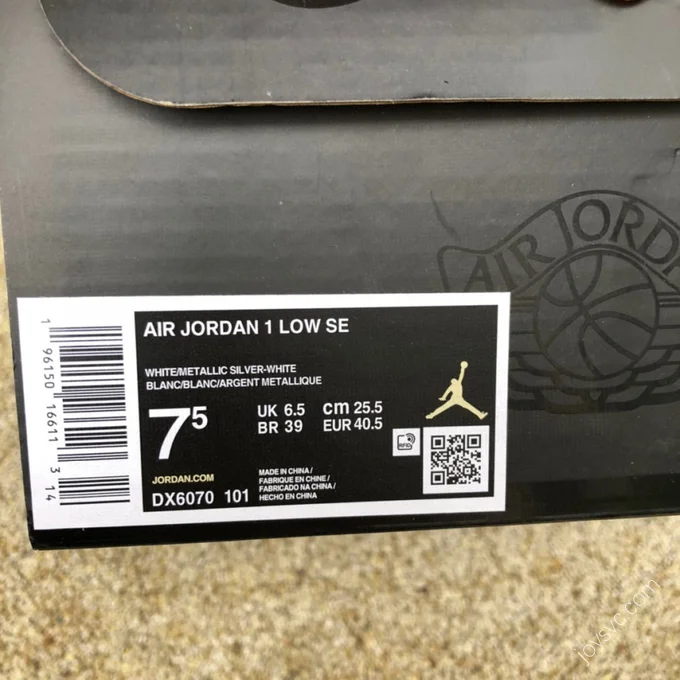 AIR JORDAN
AIR JORDAN 1 LOW SE
WHITE/METALLIC SILVER-WHITE
BLANC/BLANC/ARGENT METALLIQUE
7⁵
UK 6.5 cm 25.5
BR 39 EUR 40.5
RFID
JORDAN.COM
DX6070 101
MADE IN CHINA /
FABRIQUE EN CHINE /
FABRICADO NA CHINA /
HECHO EN CHINA
1 96150 16611 3 14
joysvc.com